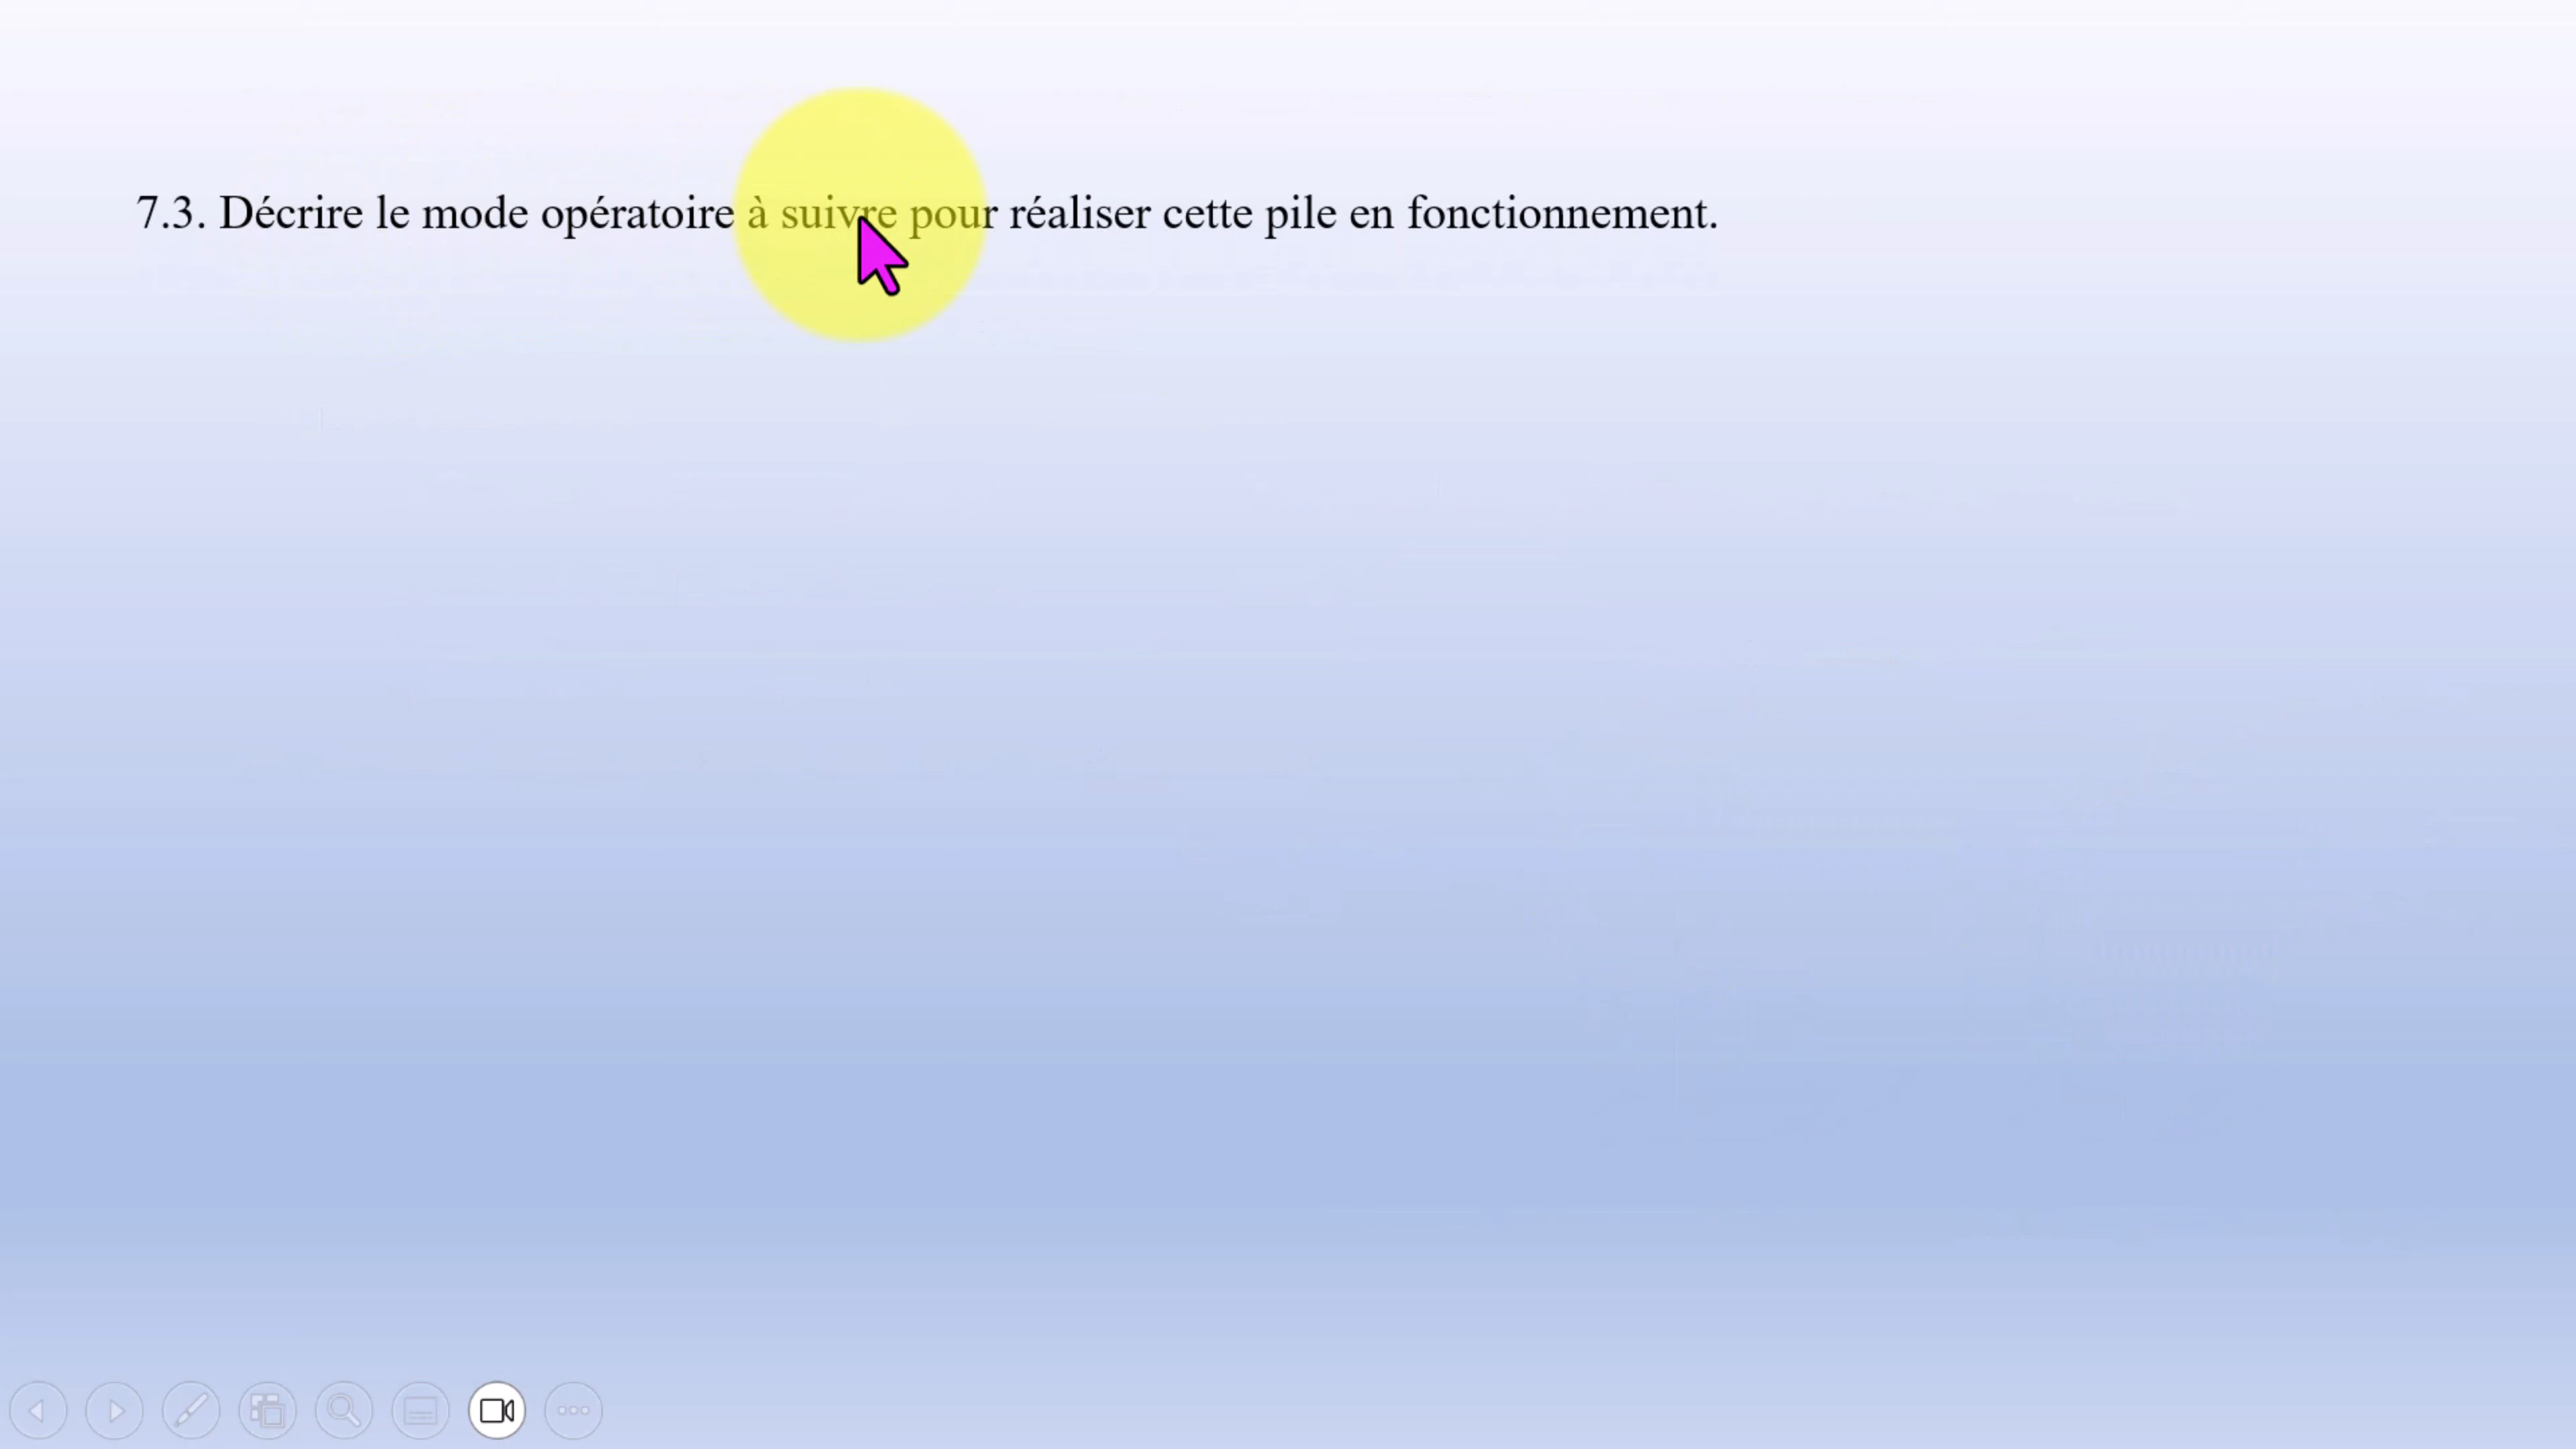 7.3. Décrire le mode opératoire à suivre pour réaliser cette pile en fonctionnement.